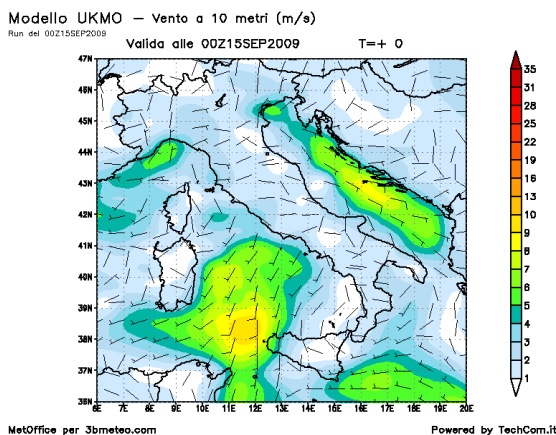 Modello UKMO – Vento a 10 metri (m/s)
Run del 00Z15SEP2009
Valida alle 00Z15SEP2009 T=+ 0
47N
46N
45N
44N
43N
42N
41N
40N
39N
38N
37N
36N
6E 7E 8E 9E 10E 11E 12E 13E 14E 15E 16E 17E 18E 19E 20E
35
31
28
25
22
19
16
13
10
9
8
7
6
5
4
3
2
1
MetOffice per 3bmeteo.com
Powered by TechCom.it